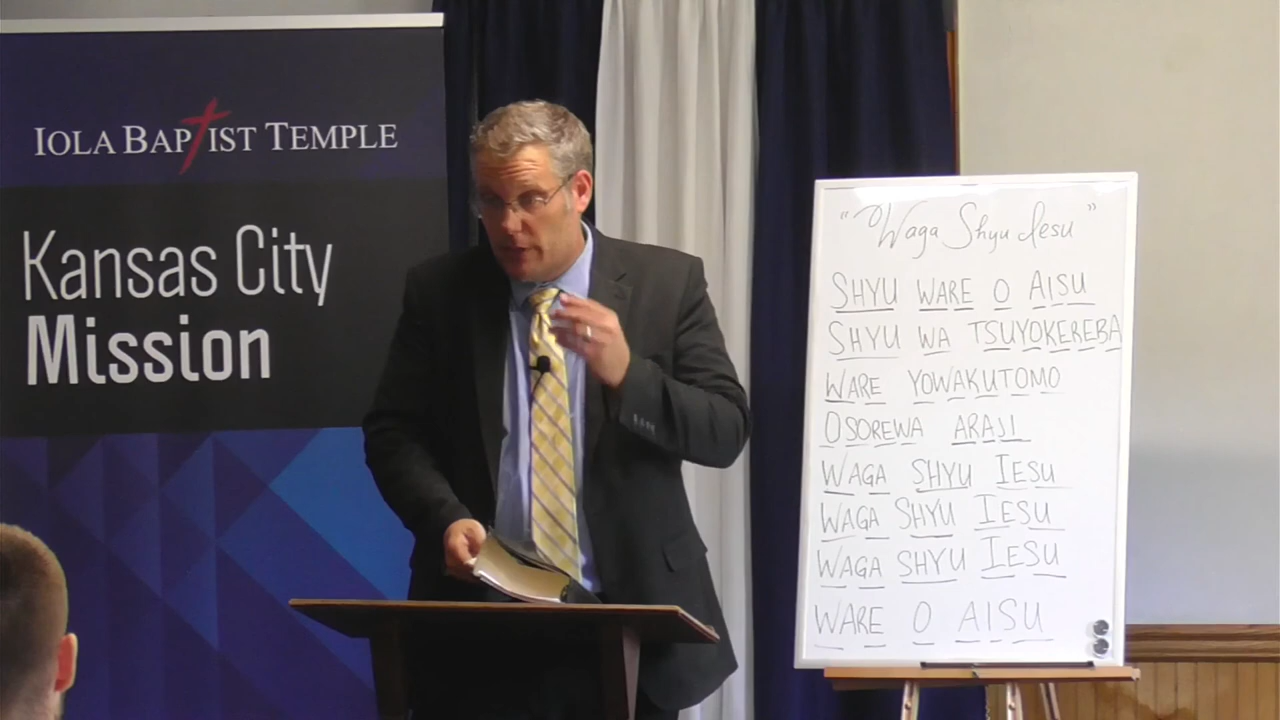 IOLA BAPTIST TEMPLE
Kansas City
Mission
"Waga Shyu Iesu"
SHYU WARE O AISU
SHYU WA TSUYOKEREBA
WARE YOWAKUTOMO
OSOREWA ARAJI
WAGA SHYU IESU
WAGA SHYU IESU
WAGA SHYU IESU
WARE O AISU